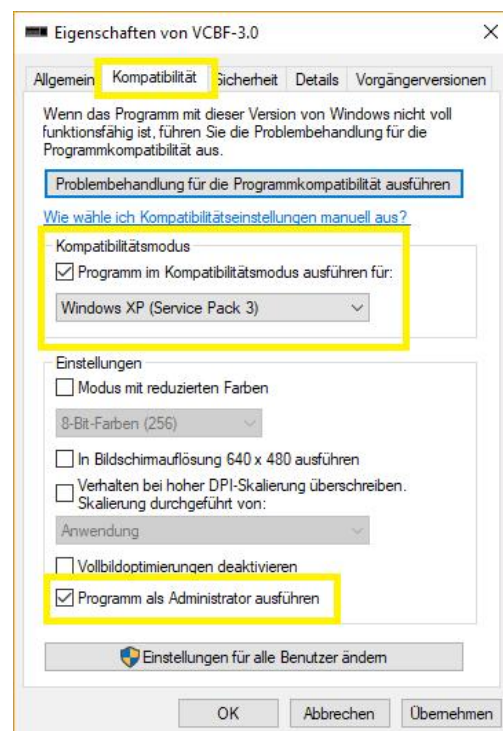 Eigenschaften von VCBF-3.0
Allgemein Kompatibilität Sicherheit Details Vorgängerversionen
Wenn das Programm mit dieser Version von Windows nicht voll
funktionsfähig ist, führen Sie die Problembehandlung für die
Programmkompatibilität aus.
Problembehandlung für die Programmkompatibilität ausführen
Wie wähle ich Kompatibilitätseinstellungen manuell aus?
Kompatibilitätsmodus
Programm im Kompatibilitätsmodus ausführen für:
Windows XP (Service Pack 3)
Einstellungen
Modus mit reduzierten Farben
8-Bit-Farben (256)
In Bildschirmauflösung 640 x 480 ausführen
Verhalten bei hoher DPI-Skalierung überschreiben.
Skalierung durchgeführt von:
Anwendung
Vollbildoptimierungen deaktivieren
Programm als Administrator ausführen
Einstellungen für alle Benutzer ändern
OK Abbrechen Übernehmen